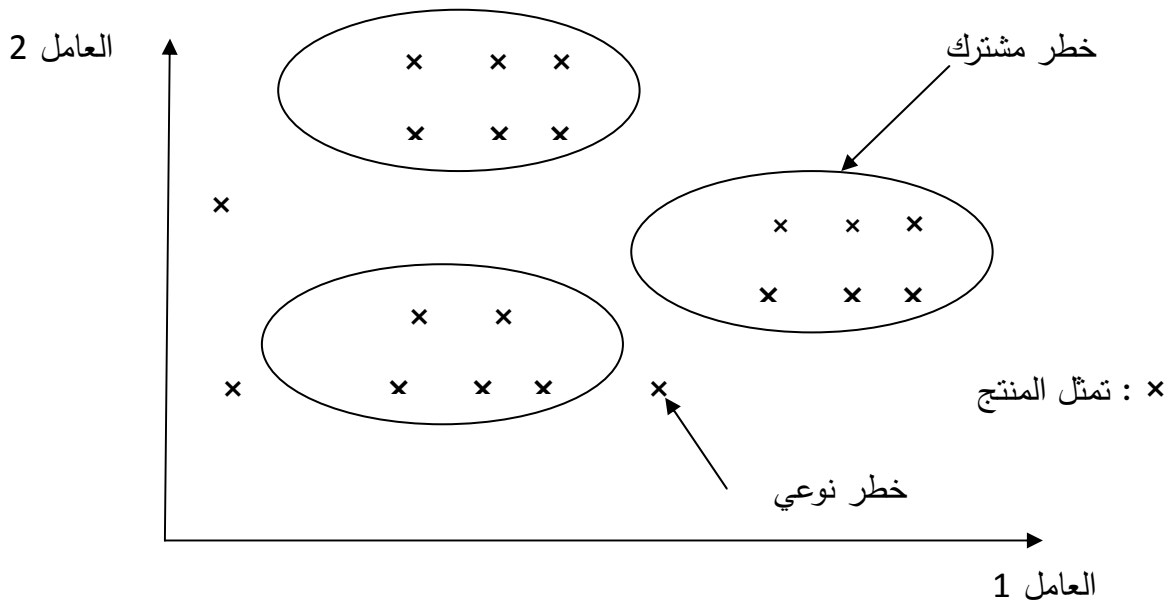 العامل 2
خطر مشترك
× : تمثل المنتج
خطر نوعي
العامل 1